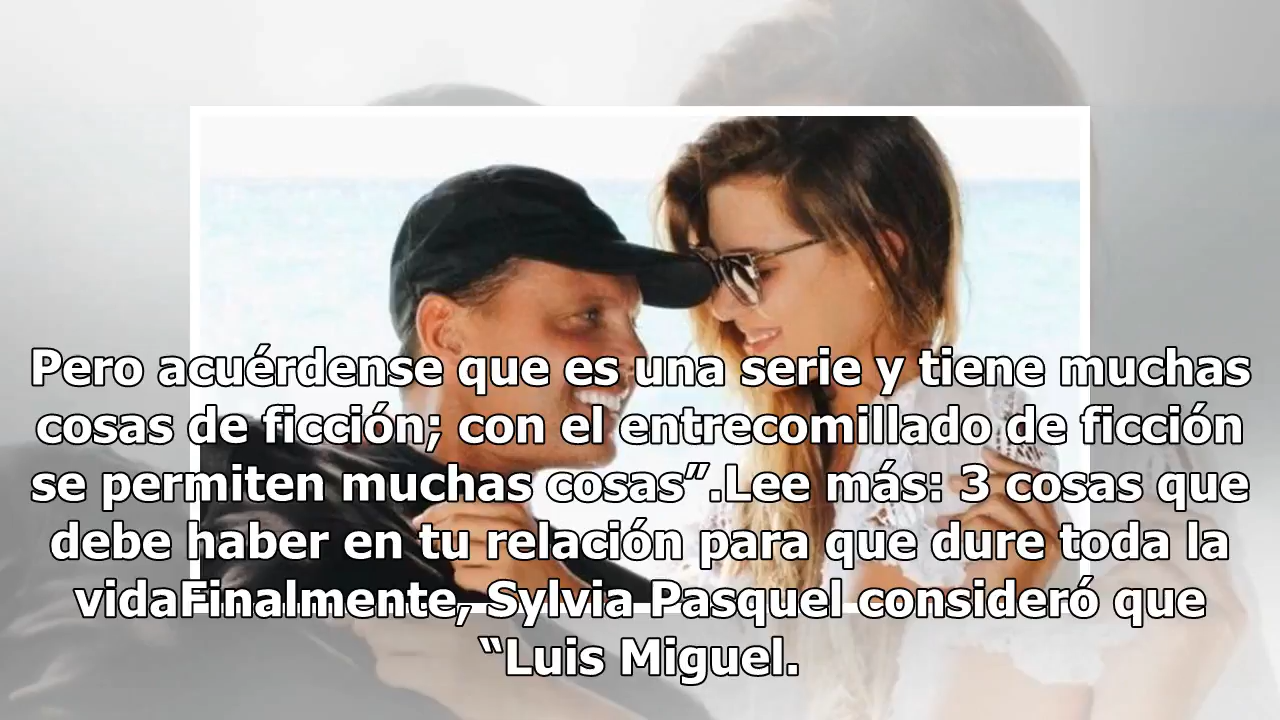 Pero acuérdense que es una serie y tiene muchas
cosas de ficción; con el entrecomillado de ficción
se permiten muchas cosas”.Lee más: 3 cosas que
debe haber en tu relación para que dure toda la
vidaFinalmente, Sylvia Pasquel consideró que
“Luis Miguel.